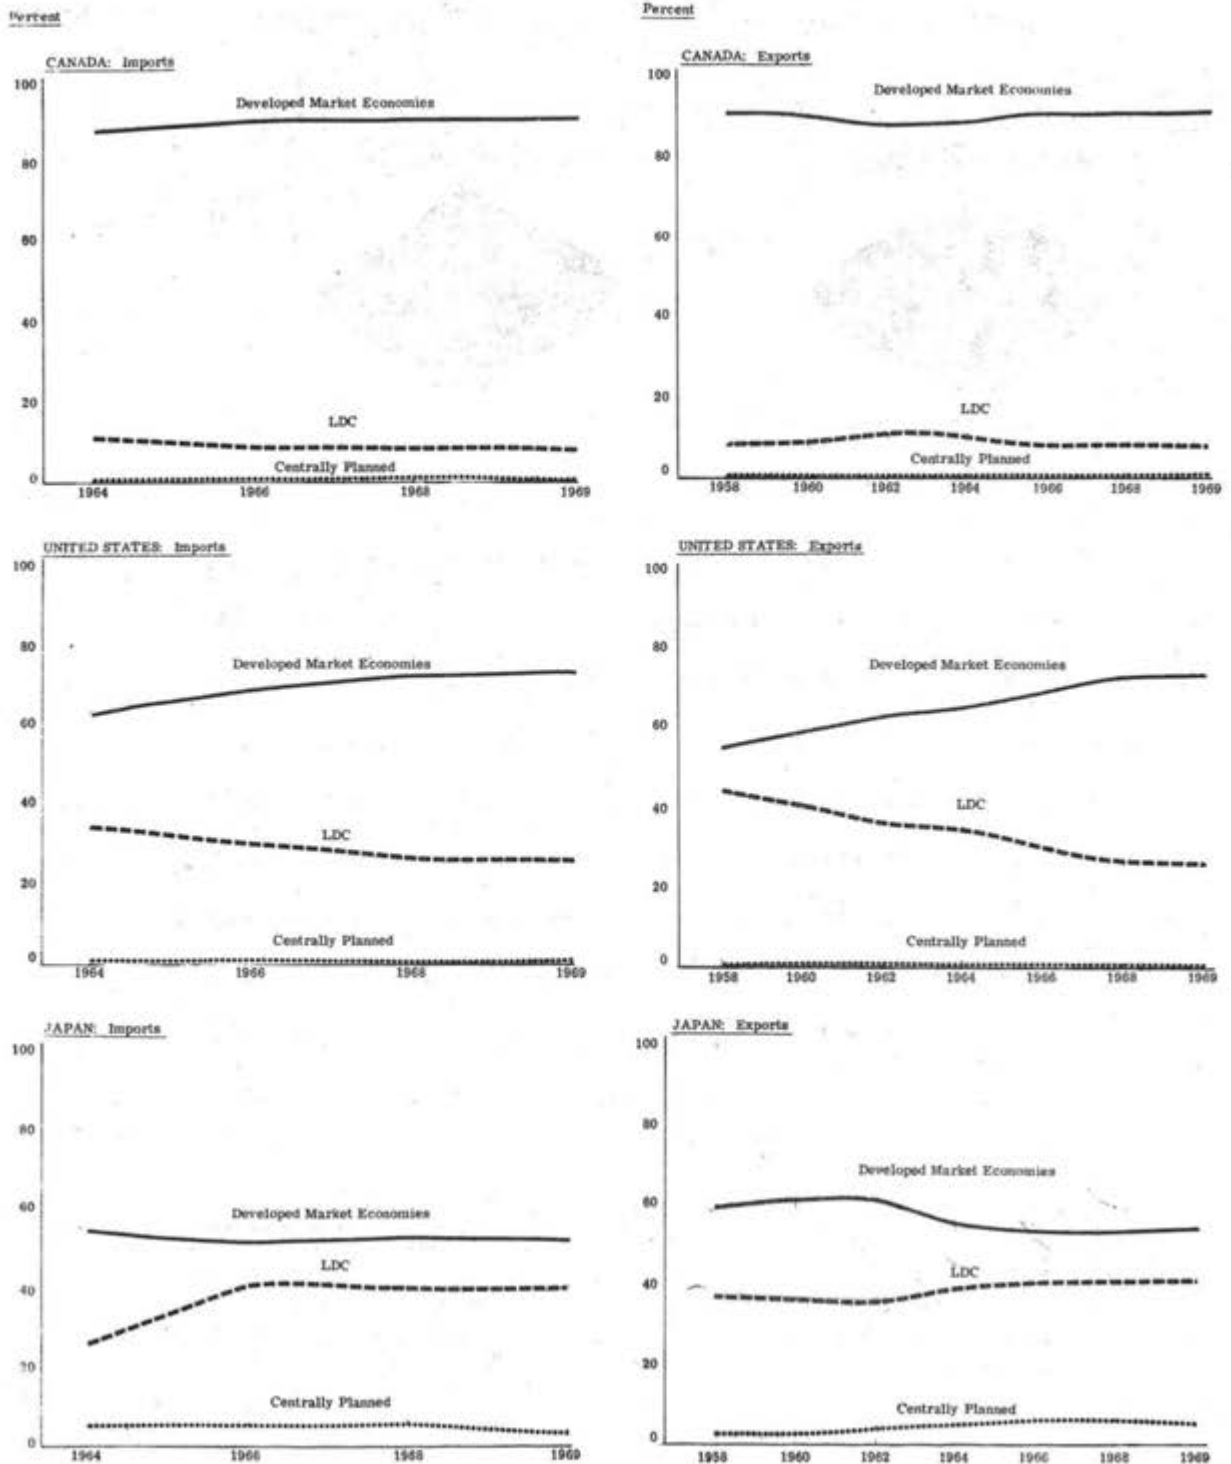 Percent
CANADA: Imports
100
80
60
40
20
0
Developed Market Economies
LDC
Centrally Planned
1964 1966 1968 1969
Percent
CANADA: Exports
100
80
60
40
20
0
Developed Market Economies
LDC
Centrally Planned
1958 1960 1962 1964 1966 1968 1969
UNITED STATES: Imports
100
80
60
40
20
0
Developed Market Economies
LDC
Centrally Planned
1964 1966 1968 1969
UNITED STATES: Exports
100
80
60
40
20
0
Developed Market Economies
LDC
Centrally Planned
1958 1960 1962 1964 1966 1968 1969
JAPAN: Imports
100
80
60
40
20
0
Developed Market Economies
LDC
Centrally Planned
1964 1966 1968 1969
JAPAN: Exports
100
80
60
40
20
0
Developed Market Economies
LDC
Centrally Planned
1958 1960 1962 1964 1966 1968 1969